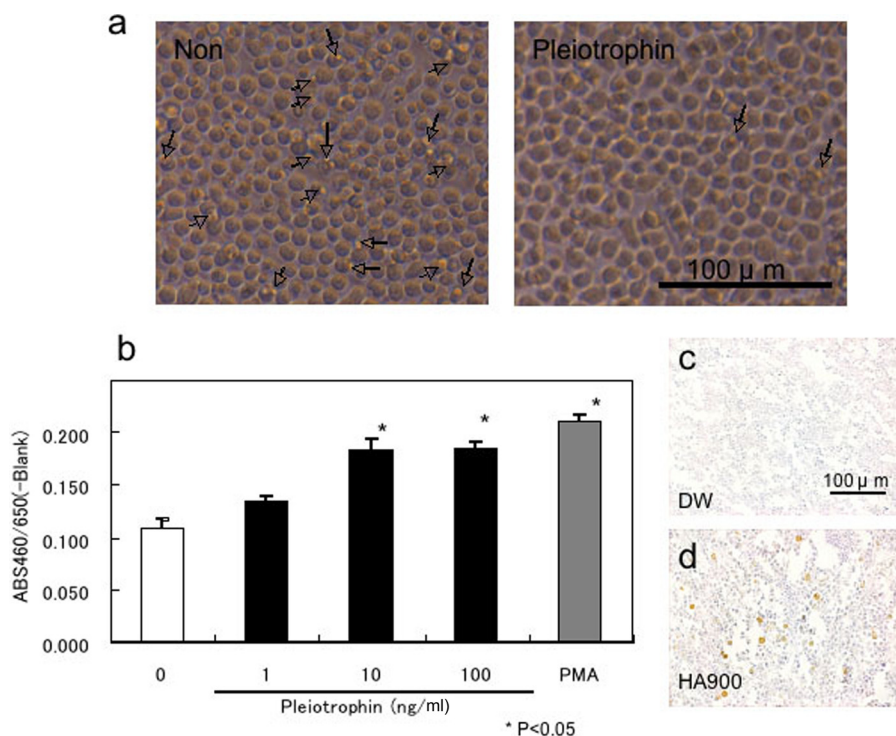 a
Non
Pleiotrophin
100 μ m
b
ABS460/650(-Blank)
0.200
0.150
0.100
0.050
0.000
*
*
*
0
1
10
100
PMA
Pleiotrophin (ng/ml)
* P<0.05
c
DW
100 μ m
d
HA900